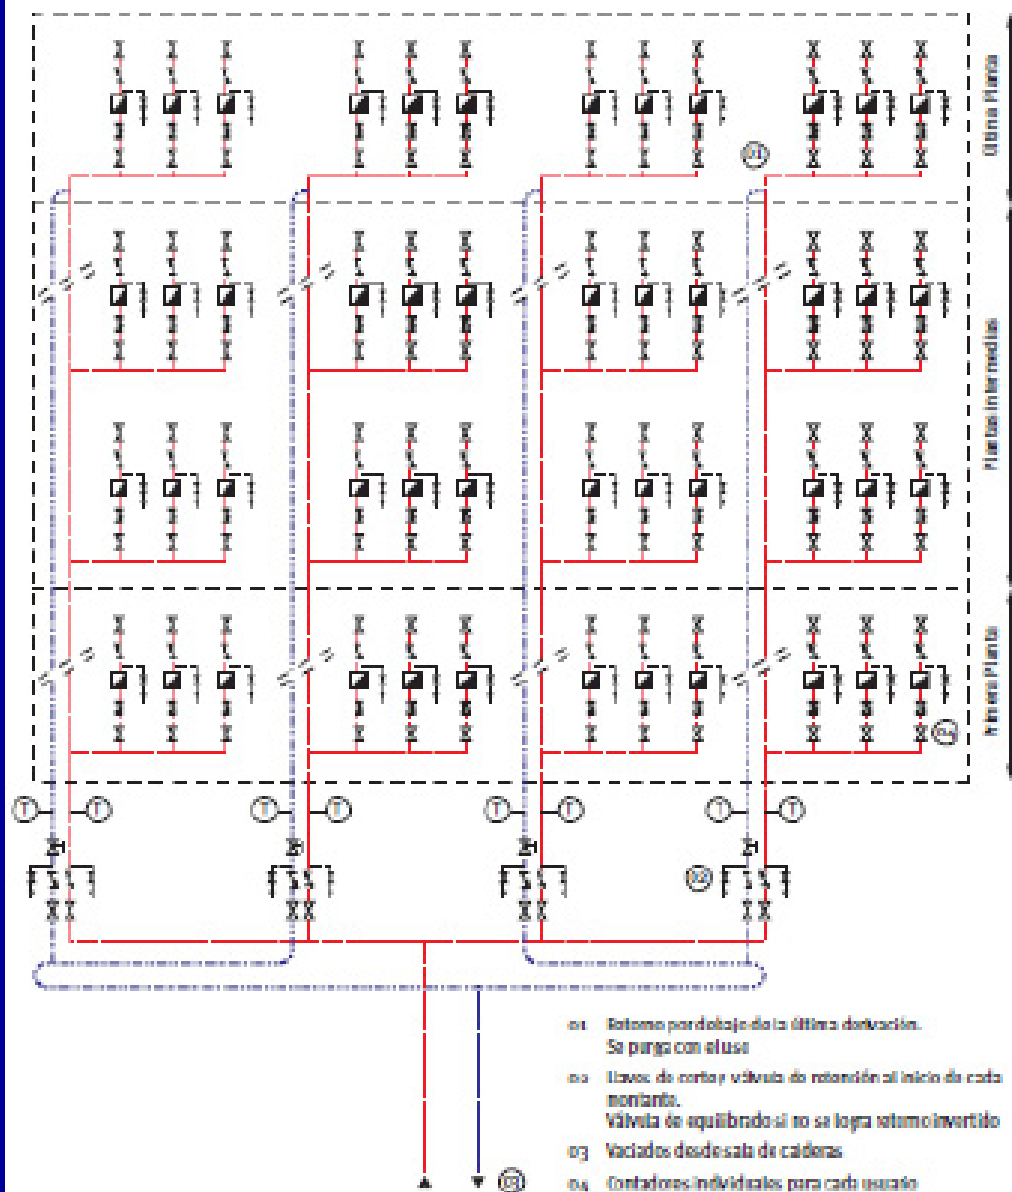 Última Planta
Plantas intermedias
Primera Planta
01
04
T T T T T T T T
02
01 Retorno por debajo de la última derivación.
Se purga con el uso
02 Llaves de corte y válvula de retención al inicio de cada
montante.
Válvula de equilibrado si no se logra retorno invertido
03 Vaciados desde sala de calderas
03
04 Contadores individuales para cada usuario